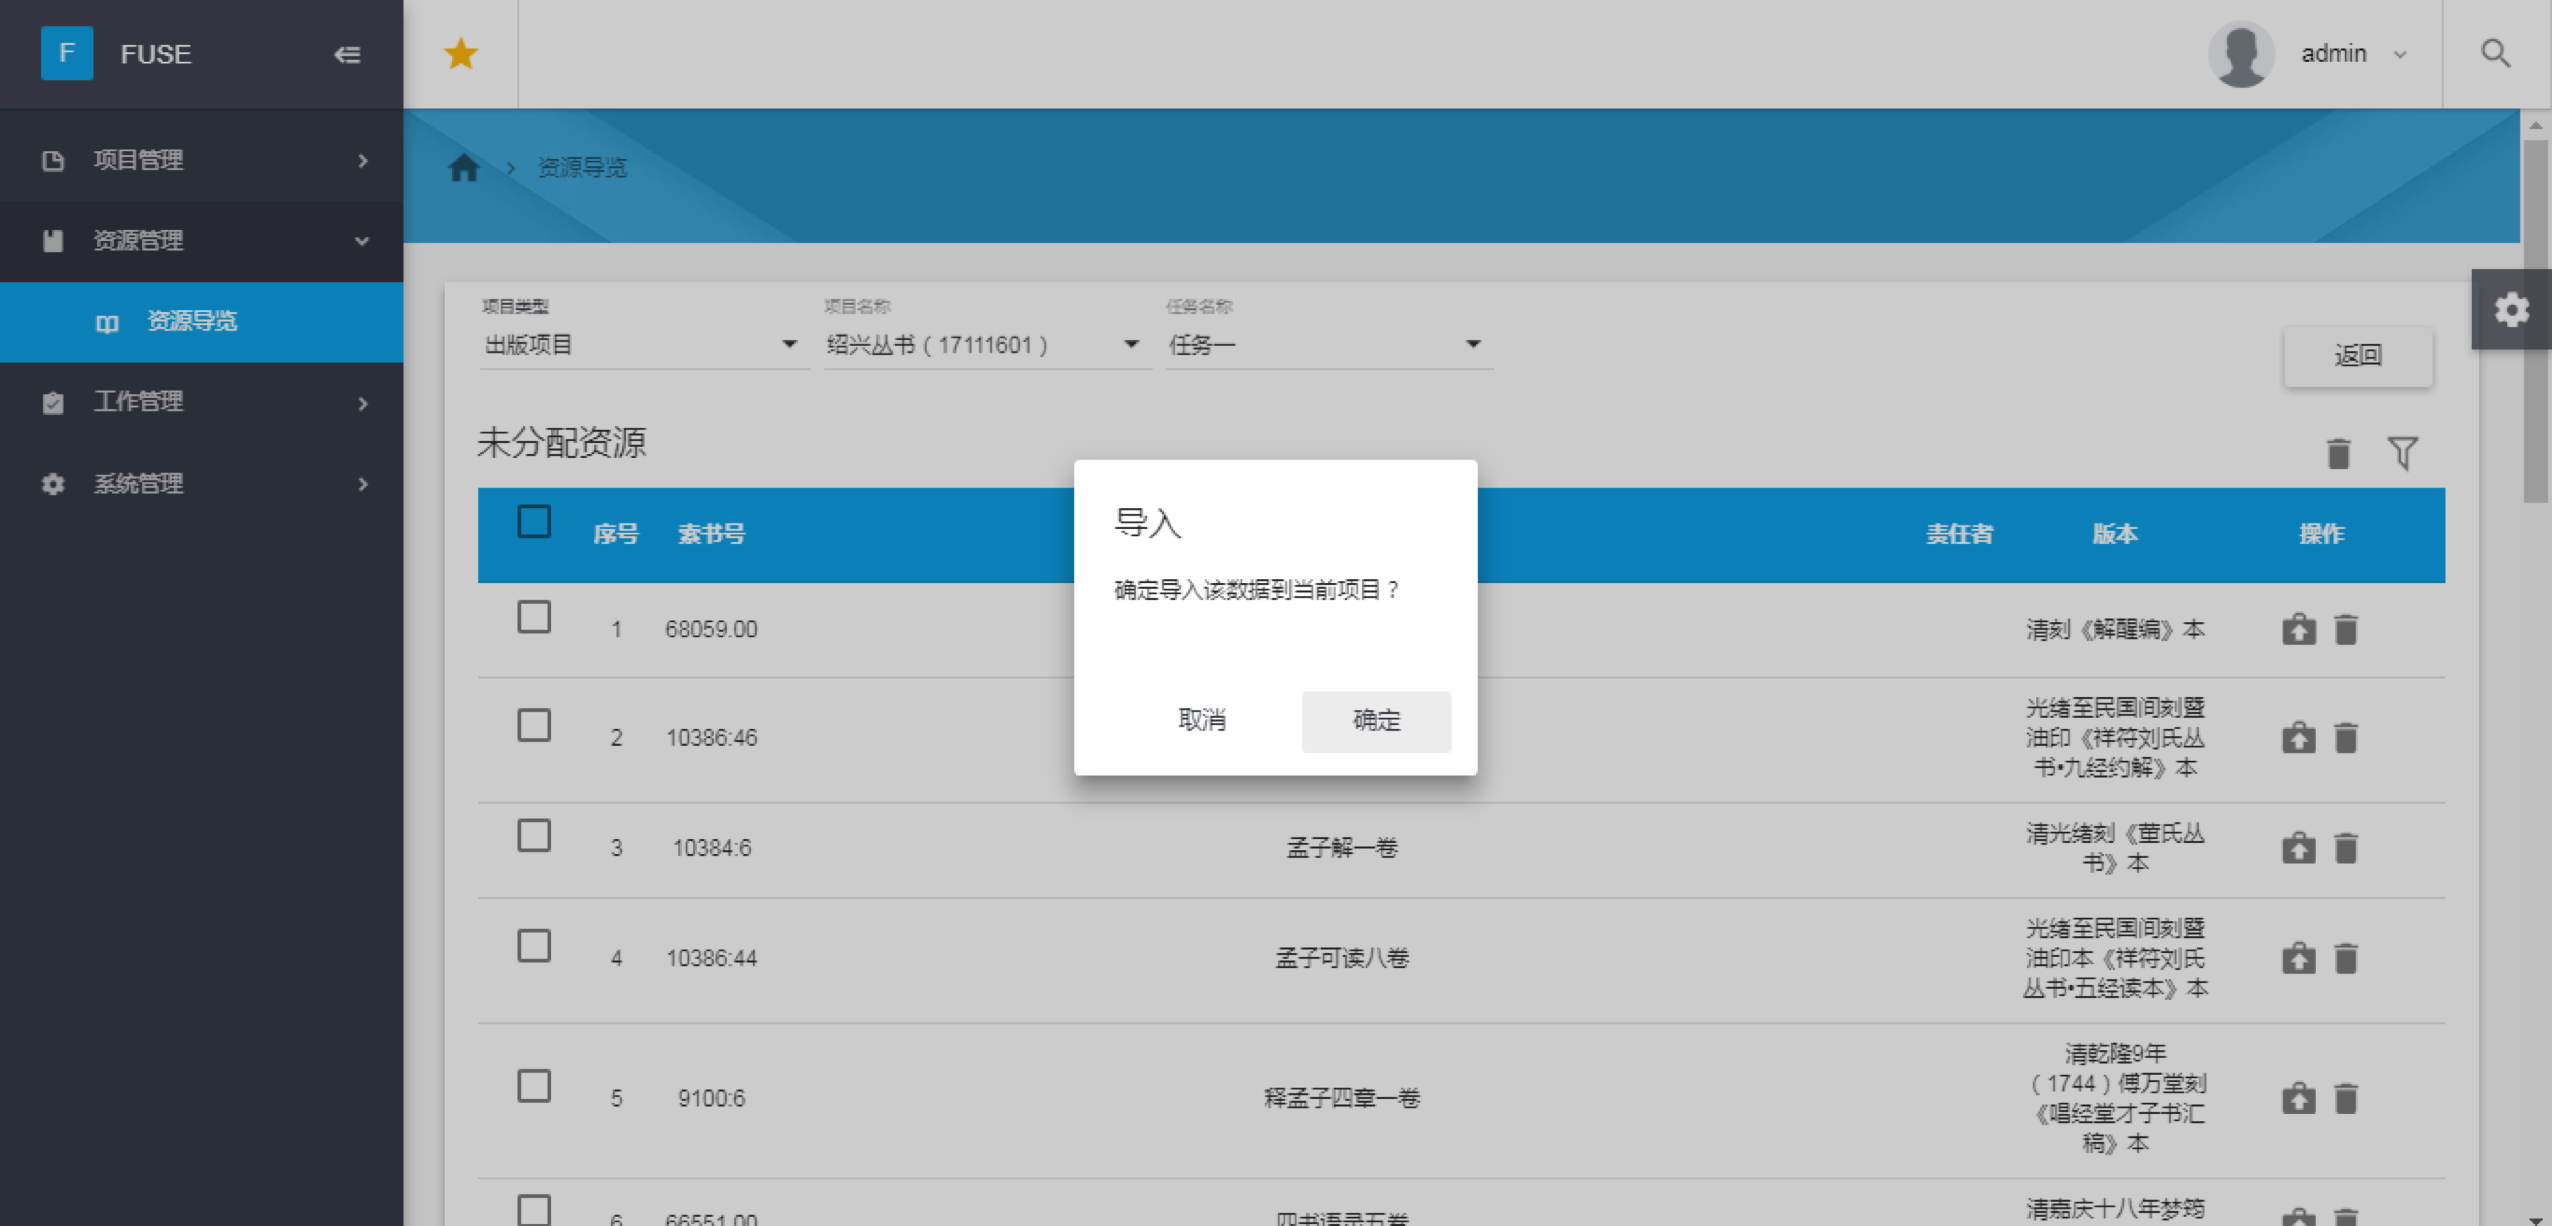 F FUSE
admin
项目管理
资源管理
资源导览
工作管理
系统管理
资源导览
项目类型 项目名称 任务名称
出版项目 绍兴丛书（17111601） 任务一
返回
未分配资源
序号 索书号 责任者 版本 操作
导入
确定导入该数据到当前项目？
取消 确定
1 68059.00 清刻《解醒编》本
2 10386:46 光绪至民国间刻暨
油印《祥符刘氏丛
书•九经约解》本
3 10384:6 孟子解一卷 清光绪刻《董氏丛
书》本
4 10386:44 孟子可读八卷 光绪至民国间刻暨
油印本《祥符刘氏
丛书•五经读本》本
5 9100:6 释孟子四章一卷 清乾隆9年
（1744）傅万堂刻
《唱经堂才子书汇
稿》本
6 66551.00 四书语录五卷 清嘉庆十八年梦筠